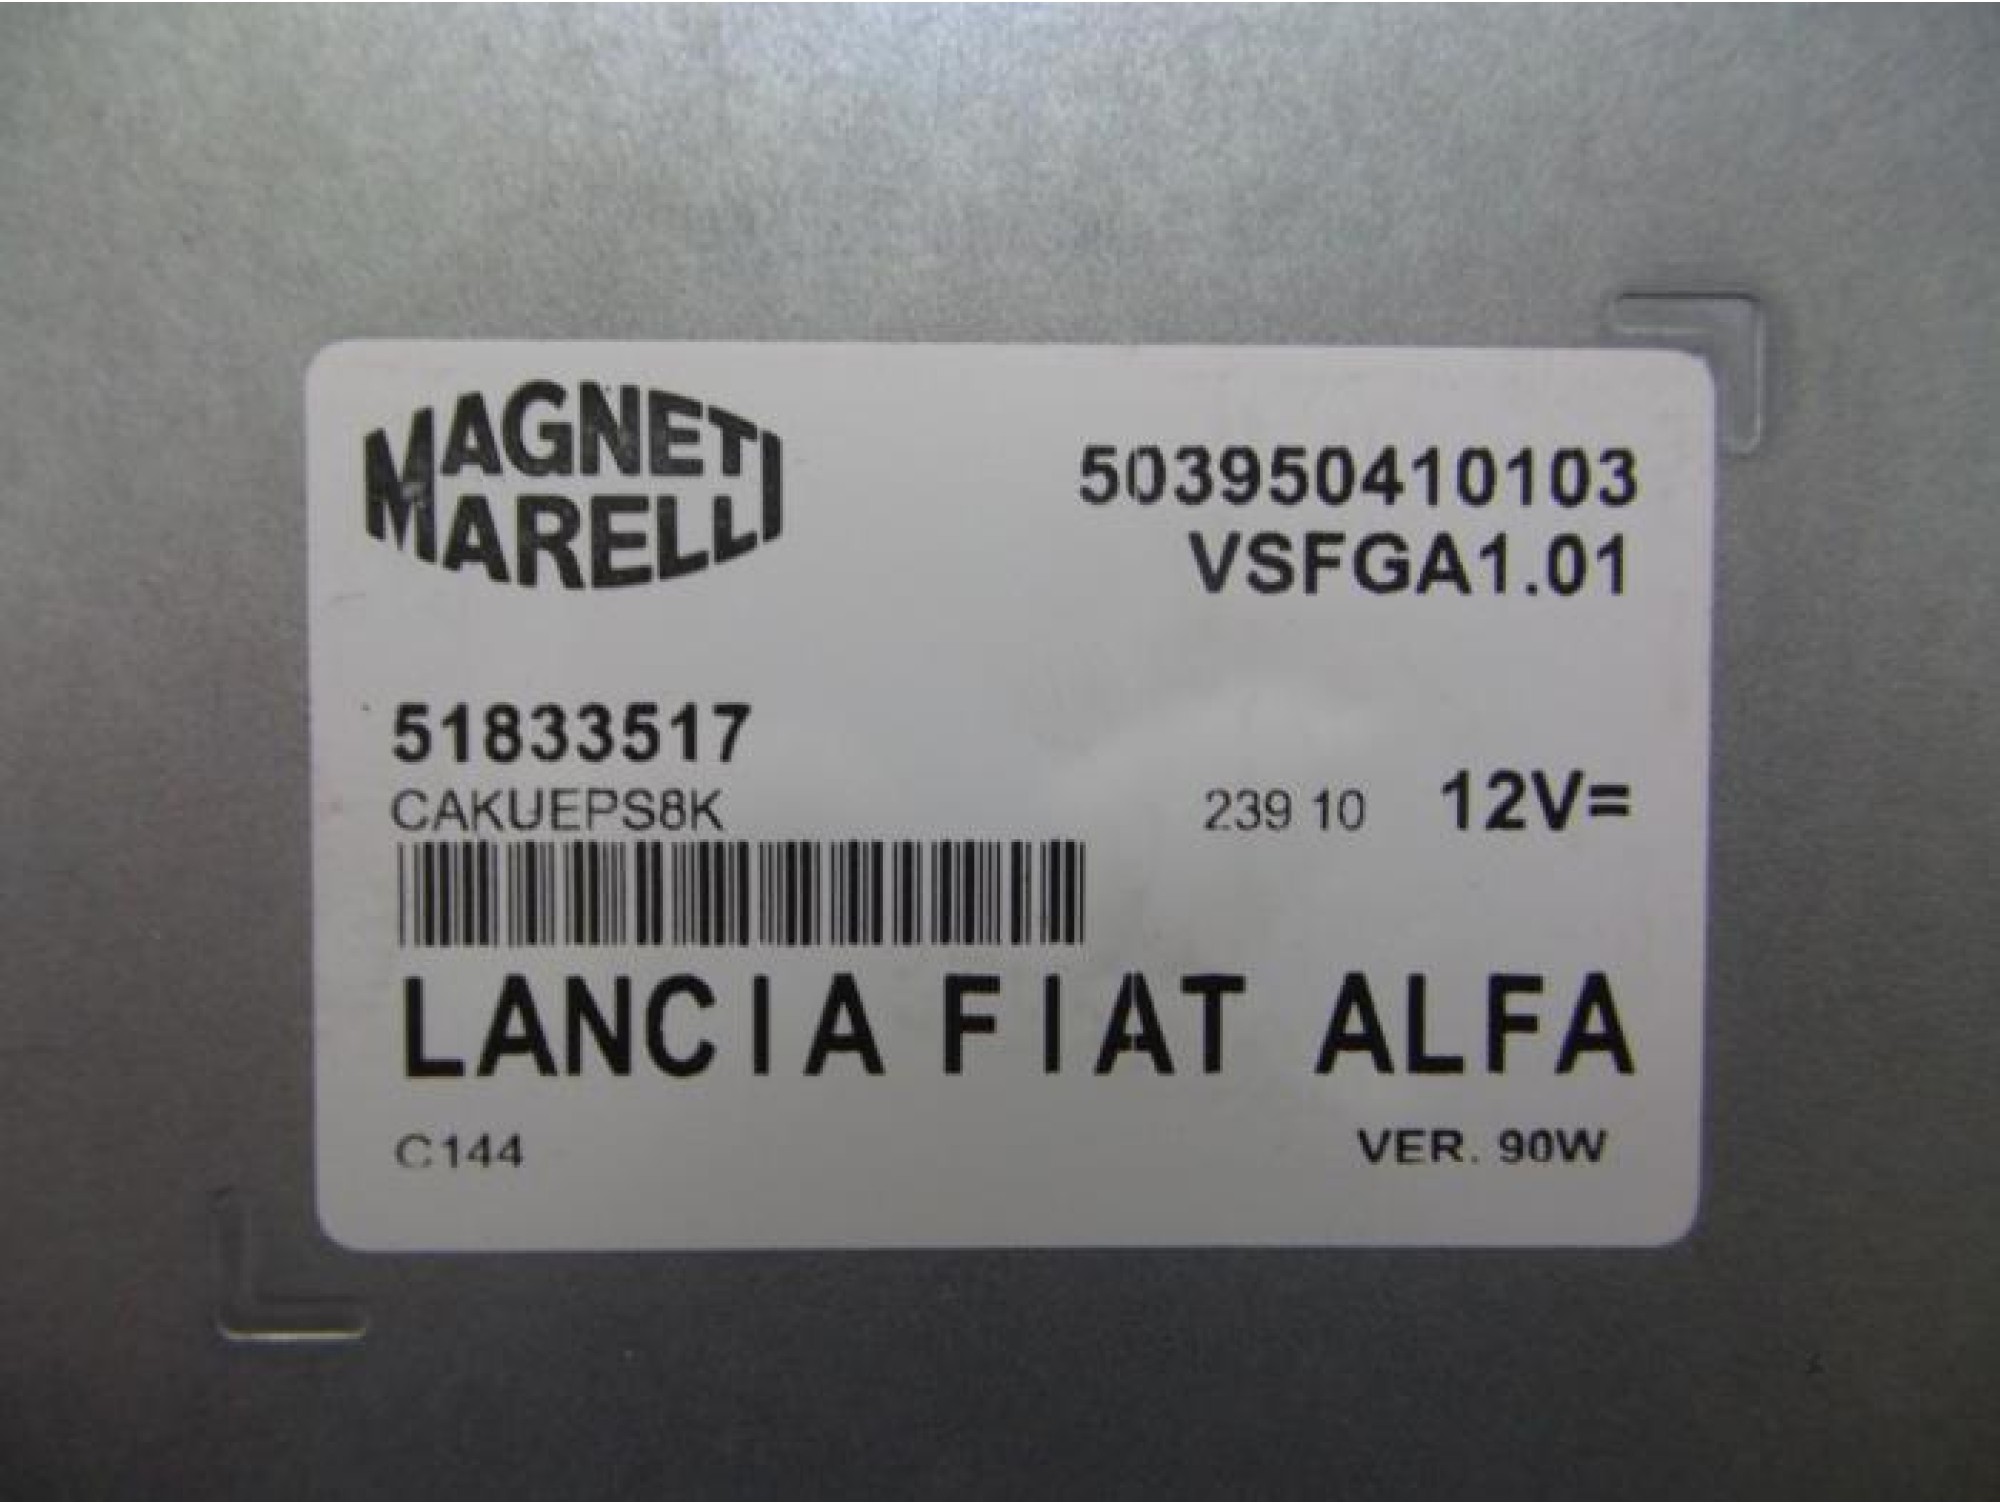 MAGNETI
MARELLI
503950410103
VSFGA1.01
51833517
CAKUEPS8K
239 10 12V=
LANCIA FIAT ALFA
C144
VER. 90W